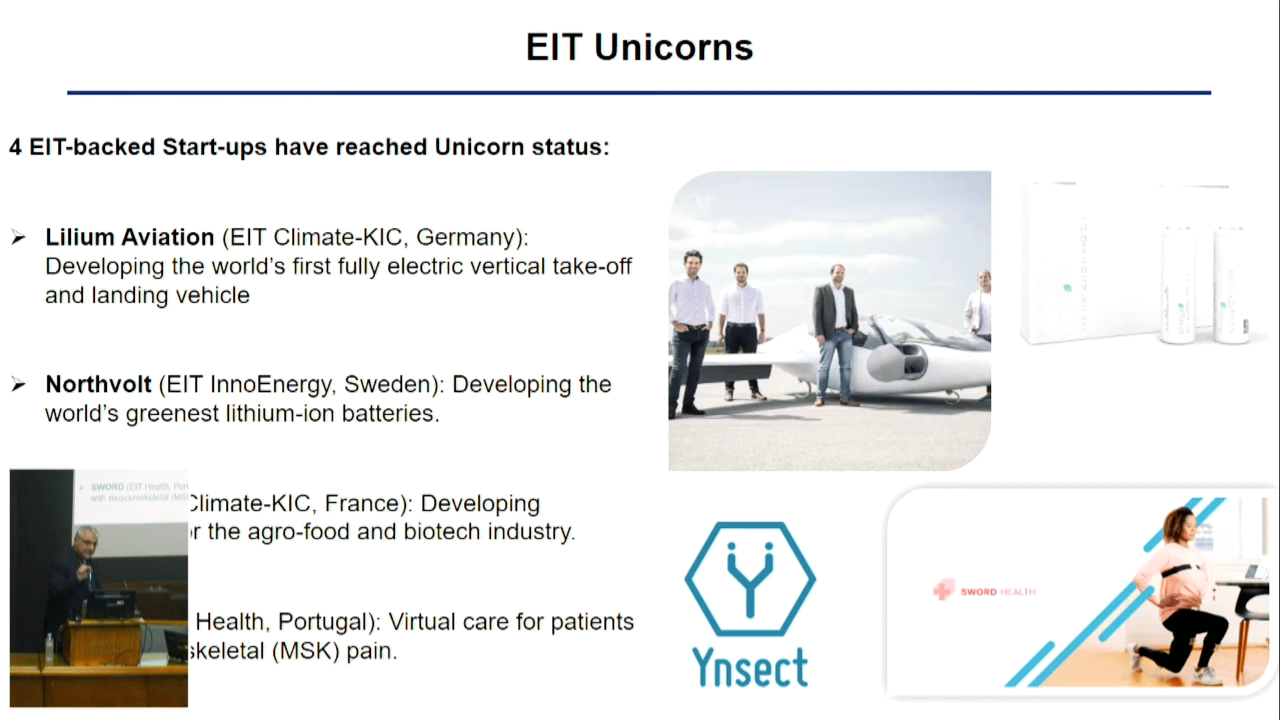 EIT Unicorns
4 EIT-backed Start-ups have reached Unicorn status:
➢ Lilium Aviation (EIT Climate-KIC, Germany):
Developing the world's first fully electric vertical take-off
and landing vehicle
➢ Northvolt (EIT InnoEnergy, Sweden): Developing the
world's greenest lithium-ion batteries.
Climate-KIC, France): Developing
the agro-food and biotech industry.
Health, Portugal): Virtual care for patients
skeletal (MSK) pain.
➢ SWORD (EIT Health, Por
with musculoskeletal (MS
Ynsect
SWORD HEALTH